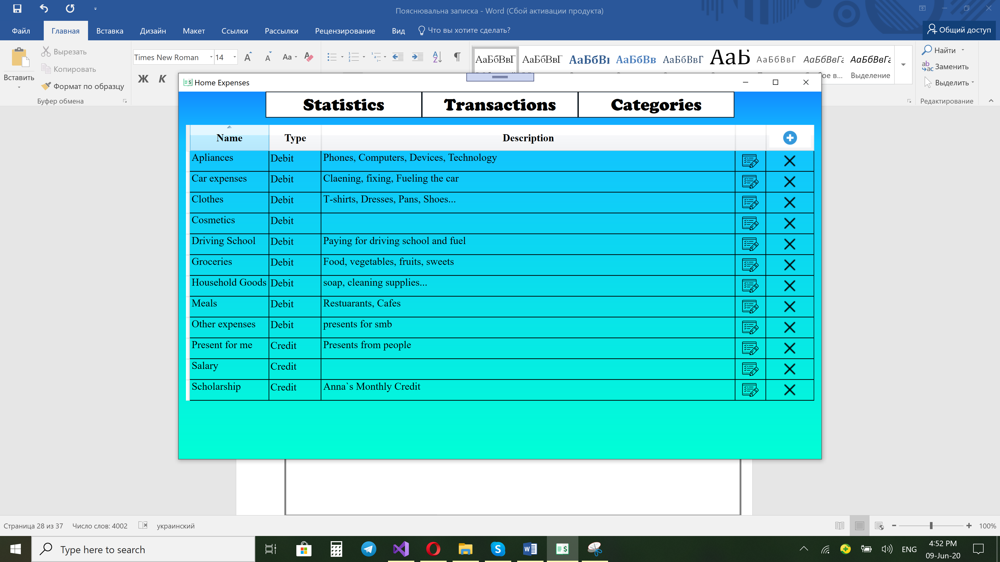 Пояснювальна записка - Word (Сбой активации продукта)
Файл Главная Вставка Дизайн Макет Ссылки Рассылки Рецензирование Вид Что вы хотите сделать? Общий доступ
Вставить
Вырезать
Копировать
Формат по образцу
Буфер обмена
Times New Roman 14 Aa
Ж К
АаБбВвГ АаБбВвГ АаБбВв АаБбВв АаБбВвГ АаБ АаБбВвГ АаБбВвГг АаБбВвГг
ое в... Выделение
Найти
Заменить
Выделить
Редактирование
Home Expenses
Statistics Transactions Categories
Name Type Description
Apliances Debit Phones, Computers, Devices, Technology
Car expenses Debit Claening, fixing, Fueling the car
Clothes Debit T-shirts, Dresses, Pans, Shoes...
Cosmetics Debit
Driving School Debit Paying for driving school and fuel
Groceries Debit Food, vegetables, fruits, sweets
Household Goods Debit soap, cleaning supplies...
Meals Debit Restuarants, Cafes
Other expenses Debit presents for smb
Present for me Credit Presents from people
Salary Credit
Scholarship Credit Anna`s Monthly Credit
Страница 28 из 37 Число слов: 4002 украинский 100%
Type here to search
ENG
4:52 PM
09-Jun-20